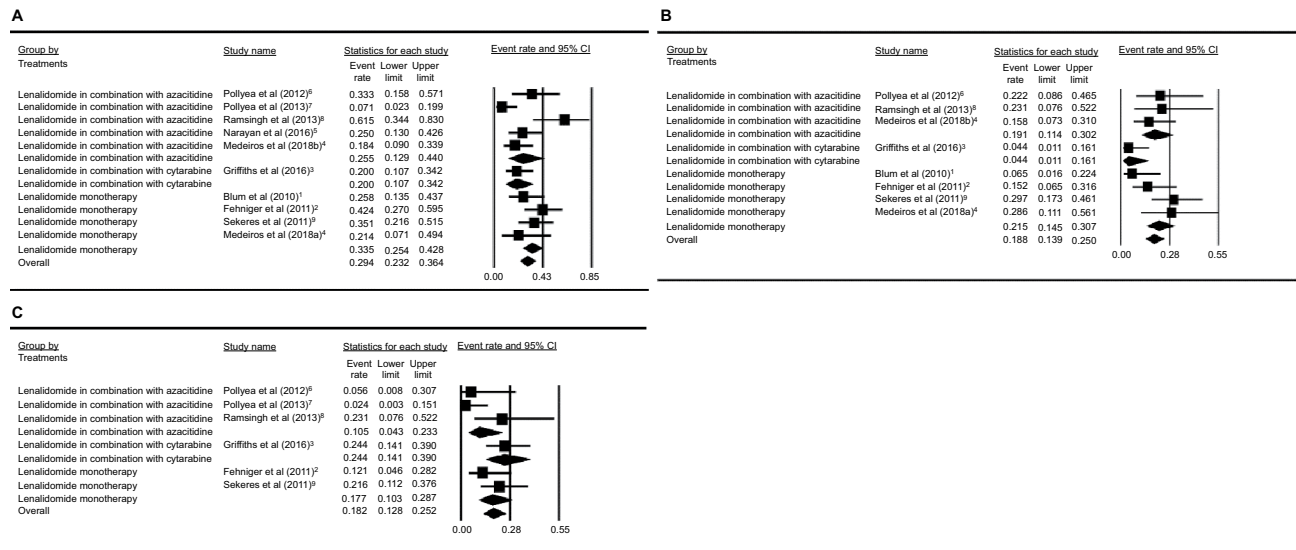 A
Group by Study name Statistics for each study Event rate and 95% CI
Treatments
Event Lower Upper
rate limit limit
Lenalidomide in combination with azacitidine Pollyea et al (2012)⁶ 0.333 0.158 0.571
Lenalidomide in combination with azacitidine Pollyea et al (2013)⁷ 0.071 0.023 0.199
Lenalidomide in combination with azacitidine Ramsingh et al (2013)⁸ 0.615 0.344 0.830
Lenalidomide in combination with azacitidine Narayan et al (2016)⁵ 0.250 0.130 0.426
Lenalidomide in combination with azacitidine Medeiros et al (2018b)⁴ 0.184 0.090 0.339
Lenalidomide in combination with azacitidine 0.255 0.129 0.440
Lenalidomide in combination with cytarabine Griffiths et al (2016)³ 0.200 0.107 0.342
Lenalidomide in combination with cytarabine 0.200 0.107 0.342
Lenalidomide monotherapy Blum et al (2010)¹ 0.258 0.135 0.437
Lenalidomide monotherapy Fehniger et al (2011)² 0.424 0.270 0.595
Lenalidomide monotherapy Sekeres et al (2011)⁹ 0.351 0.216 0.515
Lenalidomide monotherapy Medeiros et al (2018a)⁴ 0.214 0.071 0.494
Lenalidomide monotherapy 0.335 0.254 0.428
Overall 0.294 0.232 0.364
0.00 0.43 0.85
B
Group by Study name Statistics for each study Event rate and 95% CI
Treatments
Event Lower Upper
rate limit limit
Lenalidomide in combination with azacitidine Pollyea et al (2012)⁶ 0.222 0.086 0.465
Lenalidomide in combination with azacitidine Ramsingh et al (2013)⁸ 0.231 0.076 0.522
Lenalidomide in combination with azacitidine Medeiros et al (2018b)⁴ 0.158 0.073 0.310
Lenalidomide in combination with azacitidine 0.191 0.114 0.302
Lenalidomide in combination with cytarabine Griffiths et al (2016)³ 0.044 0.011 0.161
Lenalidomide in combination with cytarabine 0.044 0.011 0.161
Lenalidomide monotherapy Blum et al (2010)¹ 0.065 0.016 0.224
Lenalidomide monotherapy Fehniger et al (2011)² 0.152 0.065 0.316
Lenalidomide monotherapy Sekeres et al (2011)⁹ 0.297 0.173 0.461
Lenalidomide monotherapy Medeiros et al (2018a)⁴ 0.286 0.111 0.561
Lenalidomide monotherapy 0.215 0.145 0.307
Overall 0.188 0.139 0.250
0.00 0.28 0.55
C
Group by Study name Statistics for each study Event rate and 95% CI
Treatments
Event Lower Upper
rate limit limit
Lenalidomide in combination with azacitidine Pollyea et al (2012)⁶ 0.056 0.008 0.307
Lenalidomide in combination with azacitidine Pollyea et al (2013)⁷ 0.024 0.003 0.151
Lenalidomide in combination with azacitidine Ramsingh et al (2013)⁸ 0.231 0.076 0.522
Lenalidomide in combination with azacitidine 0.105 0.043 0.233
Lenalidomide in combination with cytarabine Griffiths et al (2016)³ 0.244 0.141 0.390
Lenalidomide in combination with cytarabine 0.244 0.141 0.390
Lenalidomide monotherapy Fehniger et al (2011)² 0.121 0.046 0.282
Lenalidomide monotherapy Sekeres et al (2011)⁹ 0.216 0.112 0.376
Lenalidomide monotherapy 0.177 0.103 0.287
Overall 0.182 0.128 0.252
0.00 0.28 0.55